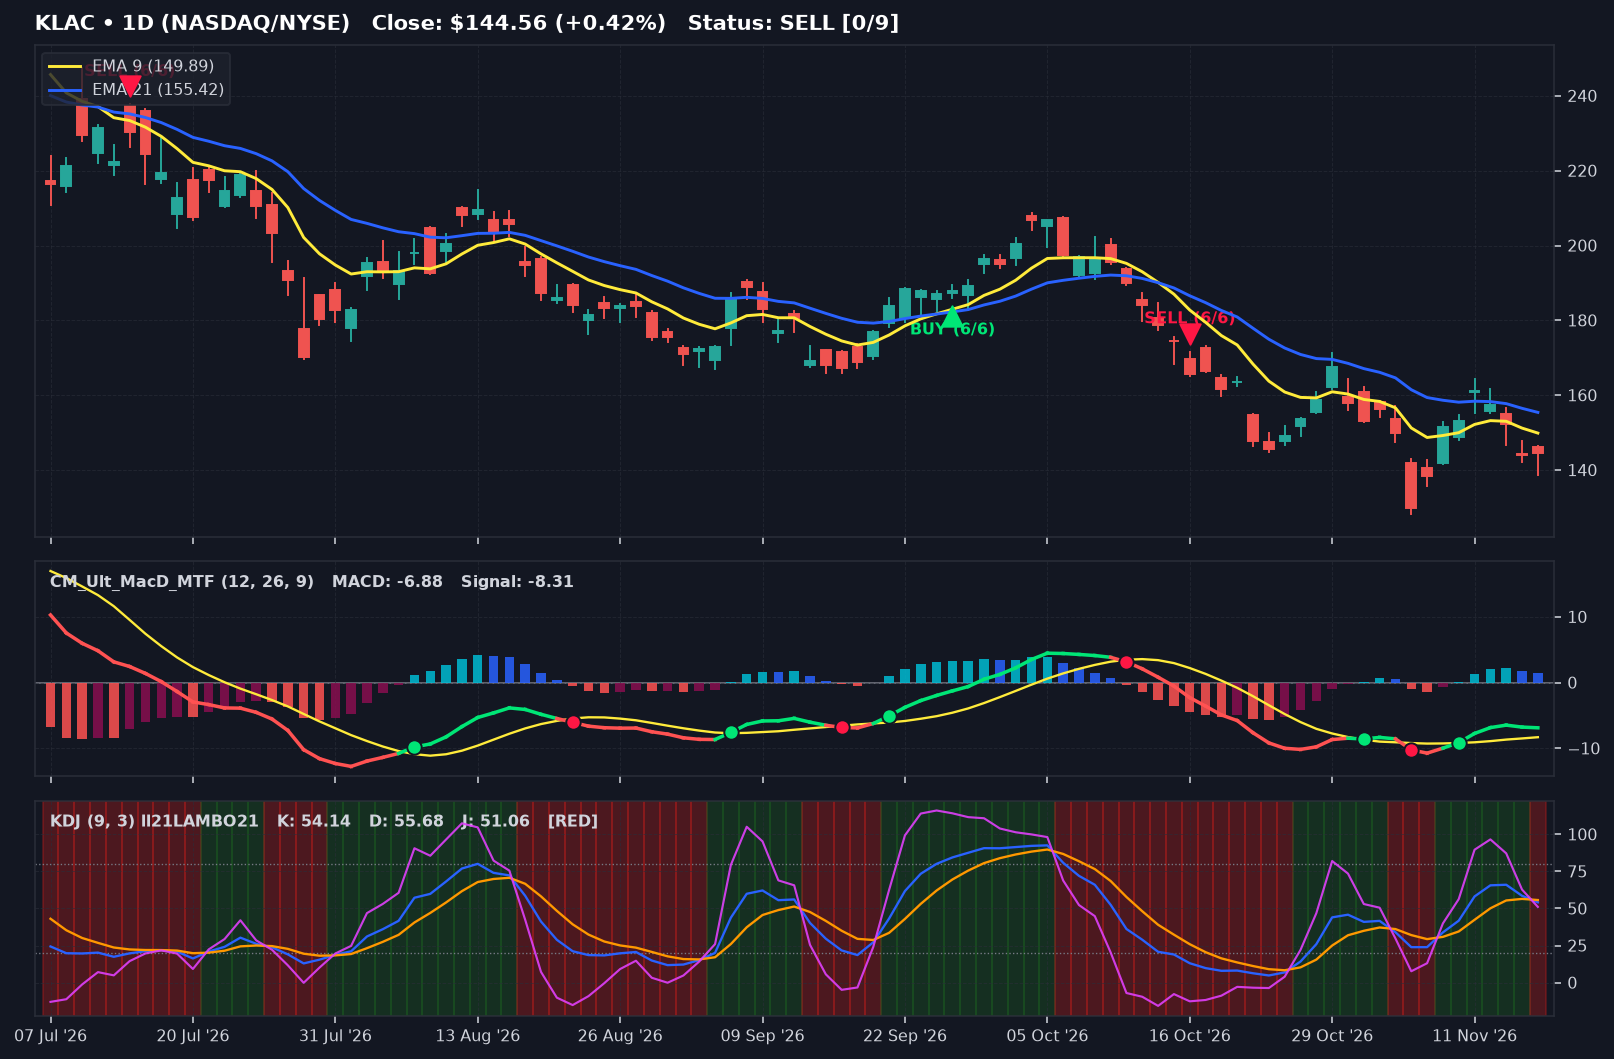 KLAC • 1D (NASDAQ/NYSE) Close: $144.56 (+0.42%) Status: SELL [0/9]
EMA 9 (149.89)
EMA 21 (155.42)
240
220
200
180
160
140
BUY (6/6)
SELL (6/6)
CM_Ult_MacD_MTF (12, 26, 9) MACD: -6.88 Signal: -8.31
10
0
−10
KDJ (9, 3) II21LAMBO21 K: 54.14 D: 55.68 J: 51.06 [RED]
100
75
50
25
0
07 Jul '26 20 Jul '26 31 Jul '26 13 Aug '26 26 Aug '26 09 Sep '26 22 Sep '26 05 Oct '26 16 Oct '26 29 Oct '26 11 Nov '26